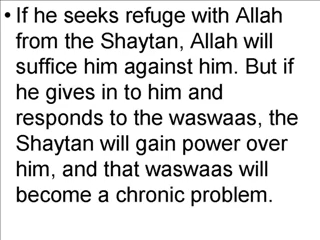 • If he seeks refuge with Allah
from the Shaytan, Allah will
suffice him against him. But if
he gives in to him and
responds to the waswaas, the
Shaytan will gain power over
him, and that waswaas will
become a chronic problem.